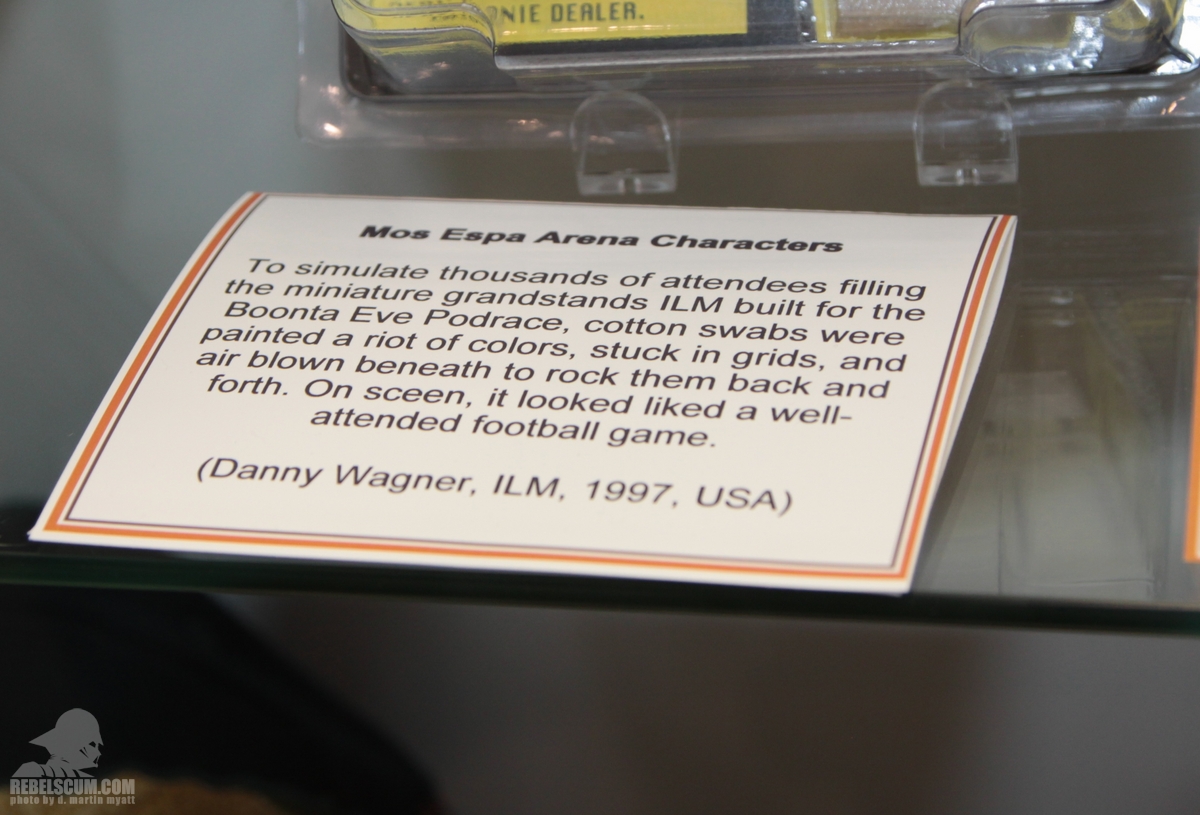 ONIE DEALER.
Mos Espa Arena Characters
To simulate thousands of attendees filling
the miniature grandstands ILM built for the
Boonta Eve Podrace, cotton swabs were
painted a riot of colors, stuck in grids, and
air blown beneath to rock them back and
forth. On sceen, it looked liked a well-
attended football game.
(Danny Wagner, ILM, 1997, USA)
REBELSCUM.COM
photo by d. martin myatt